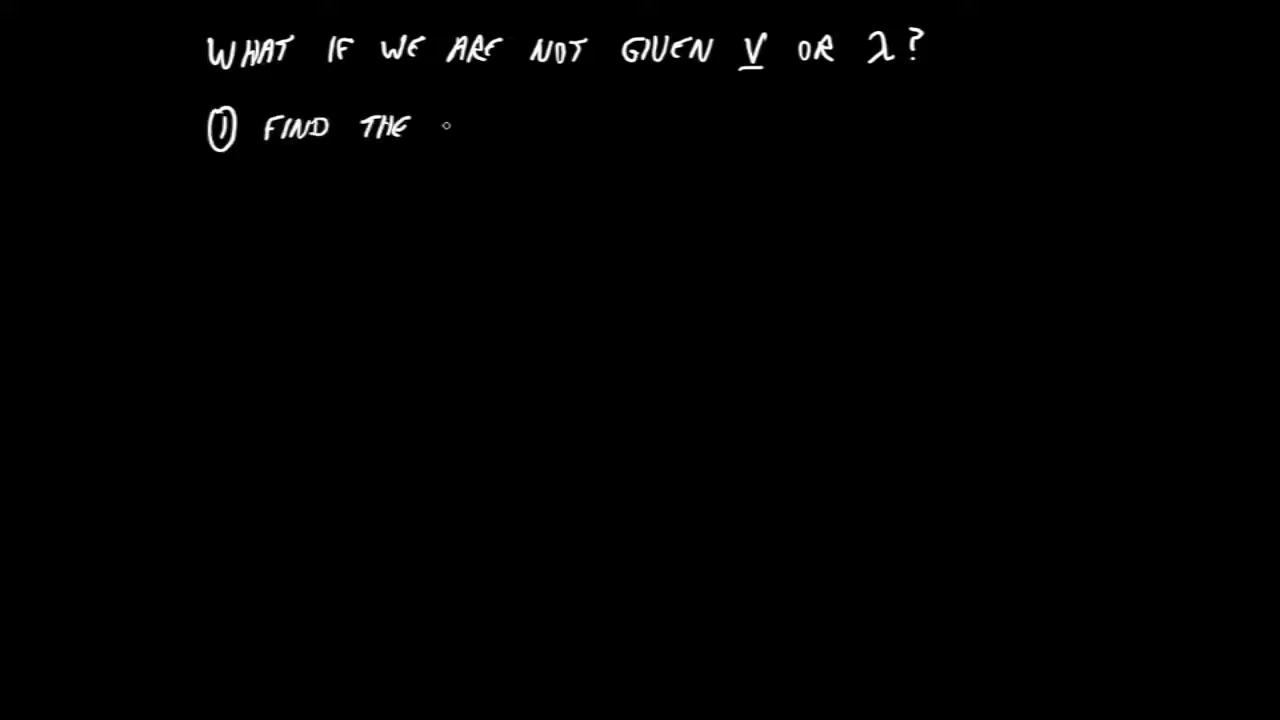 WHAT IF WE ARE NOT GIVEN V OR λ?
① FIND THE